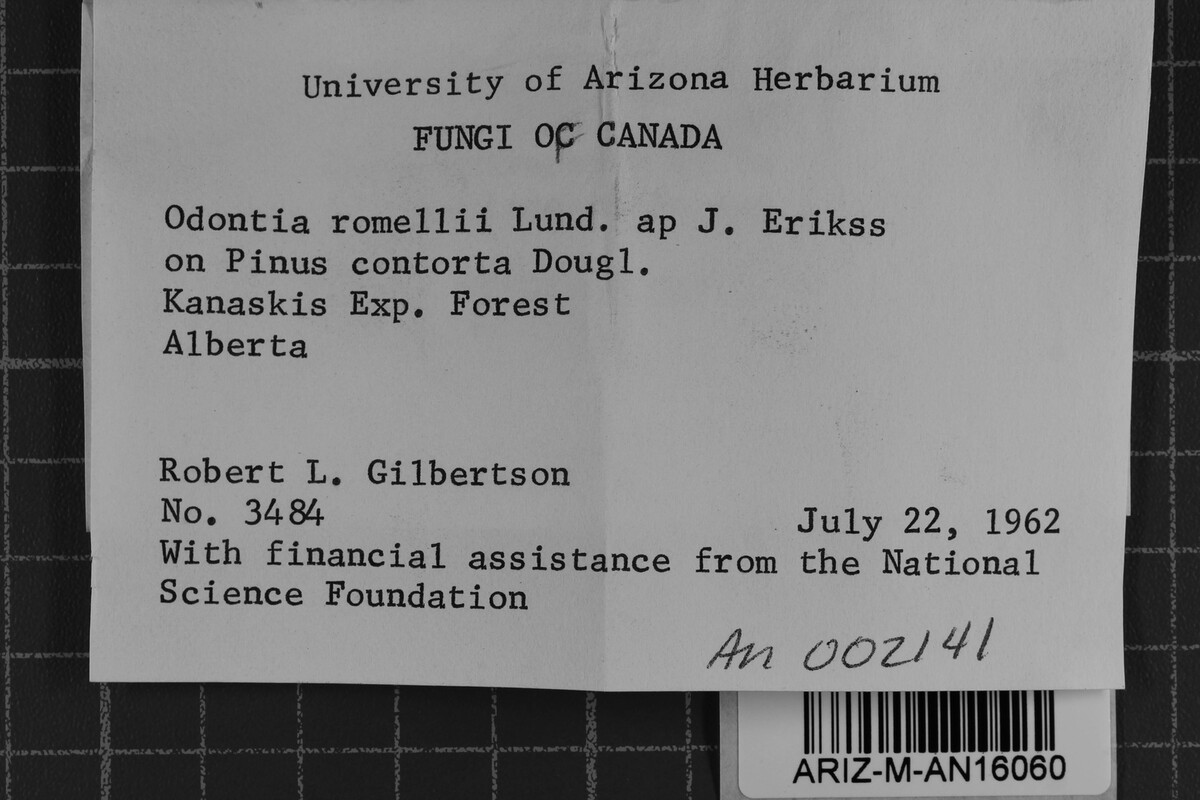 University of Arizona Herbarium
FUNGI OF CANADA
Odontia romellii Lund. ap J. Erikss
on Pinus contorta Dougl.
Kanaskis Exp. Forest
Alberta
Robert L. Gilbertson
No. 3484
July 22, 1962
With financial assistance from the National
Science Foundation
An 002141
ARIZ-M-AN16060